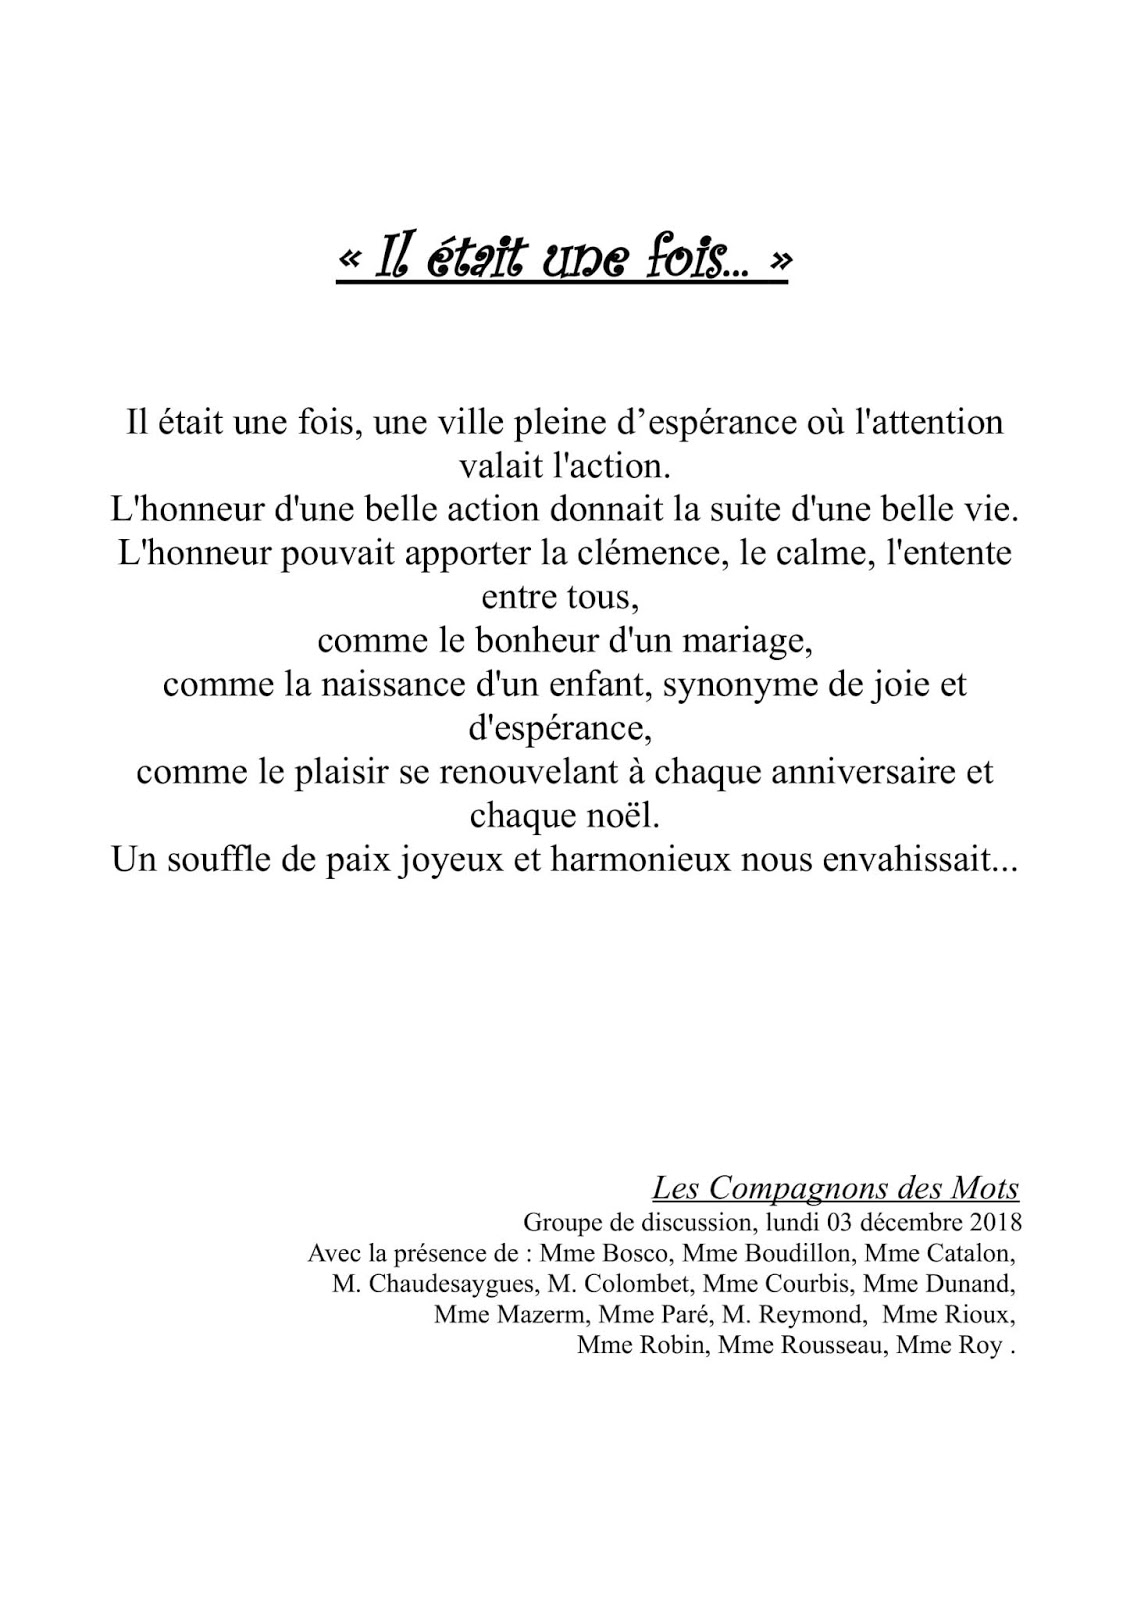 « Il était une fois... »
Il était une fois, une ville pleine d’espérance où l'attention
valait l'action.
L'honneur d'une belle action donnait la suite d'une belle vie.
L'honneur pouvait apporter la clémence, le calme, l'entente
entre tous,
comme le bonheur d'un mariage,
comme la naissance d'un enfant, synonyme de joie et
d'espérance,
comme le plaisir se renouvelant à chaque anniversaire et
chaque noël.
Un souffle de paix joyeux et harmonieux nous envahissait...
Les Compagnons des Mots
Groupe de discussion, lundi 03 décembre 2018
Avec la présence de : Mme Bosco, Mme Boudillon, Mme Catalon,
M. Chaudesaygues, M. Colombet, Mme Courbis, Mme Dunand,
Mme Mazerm, Mme Paré, M. Reymond, Mme Rioux,
Mme Robin, Mme Rousseau, Mme Roy .